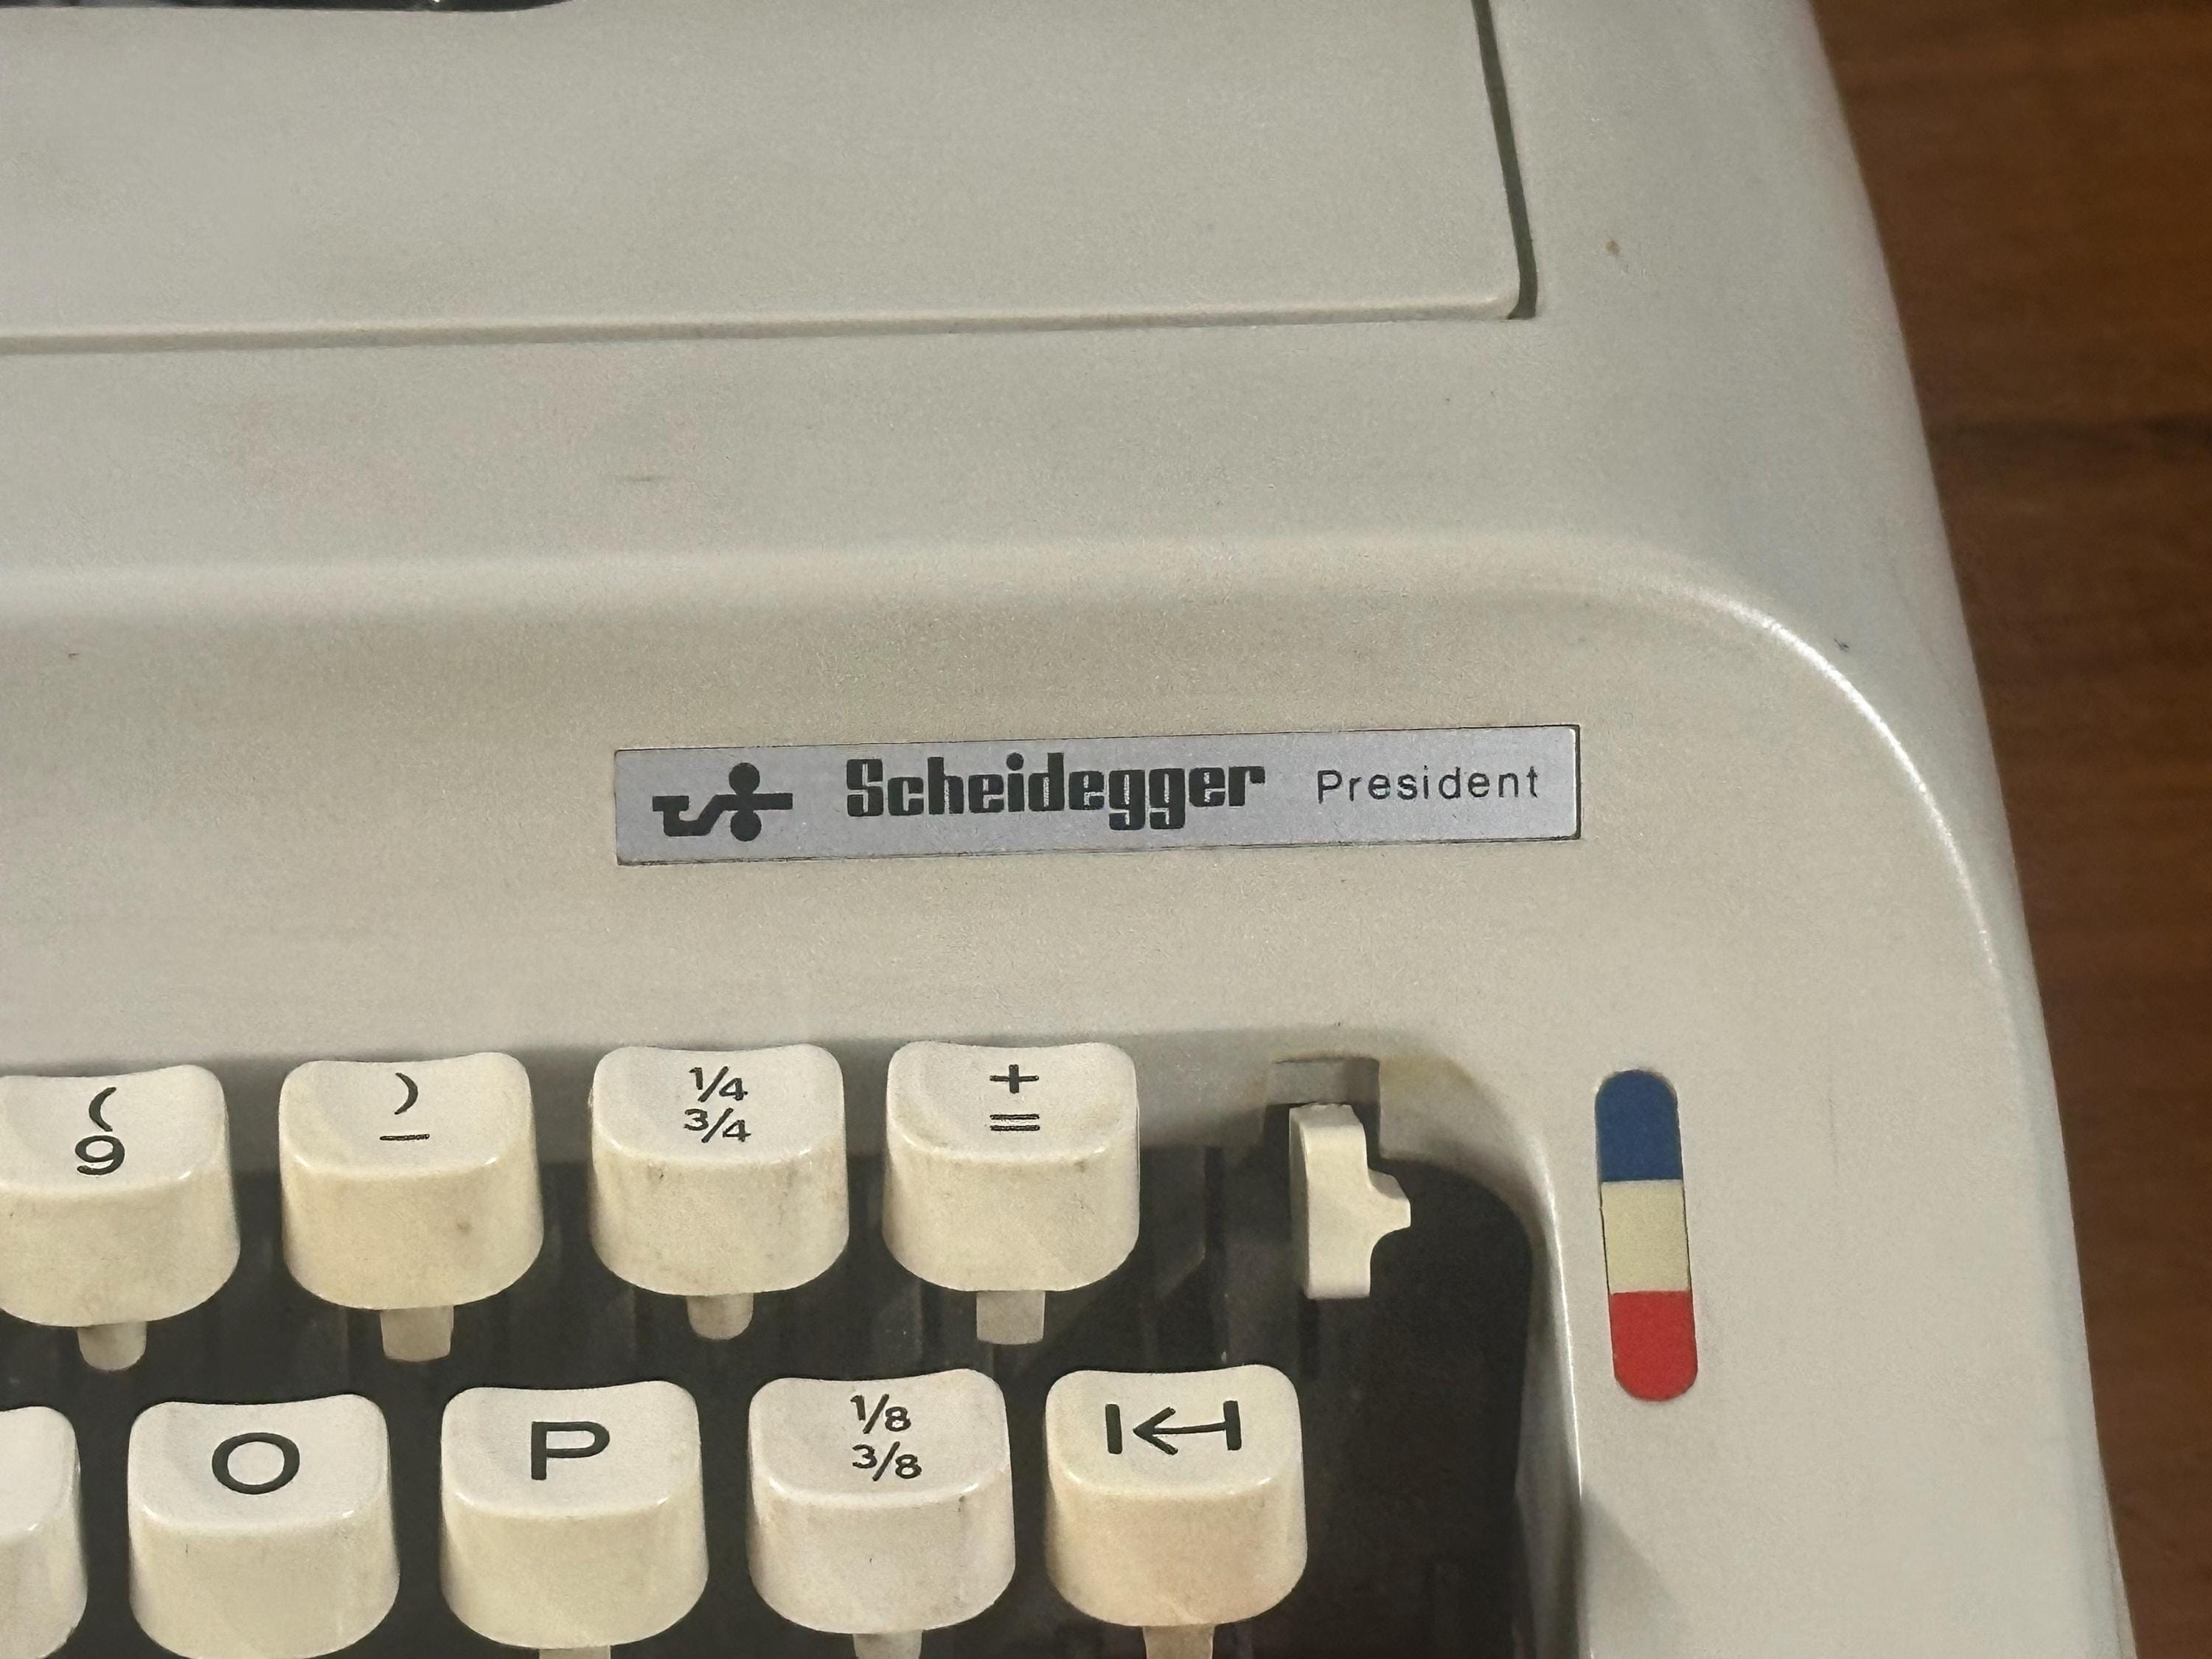 Scheidegger President
( ) 1/4 +
9 _ 3/4 =
O P 1/8
3/8